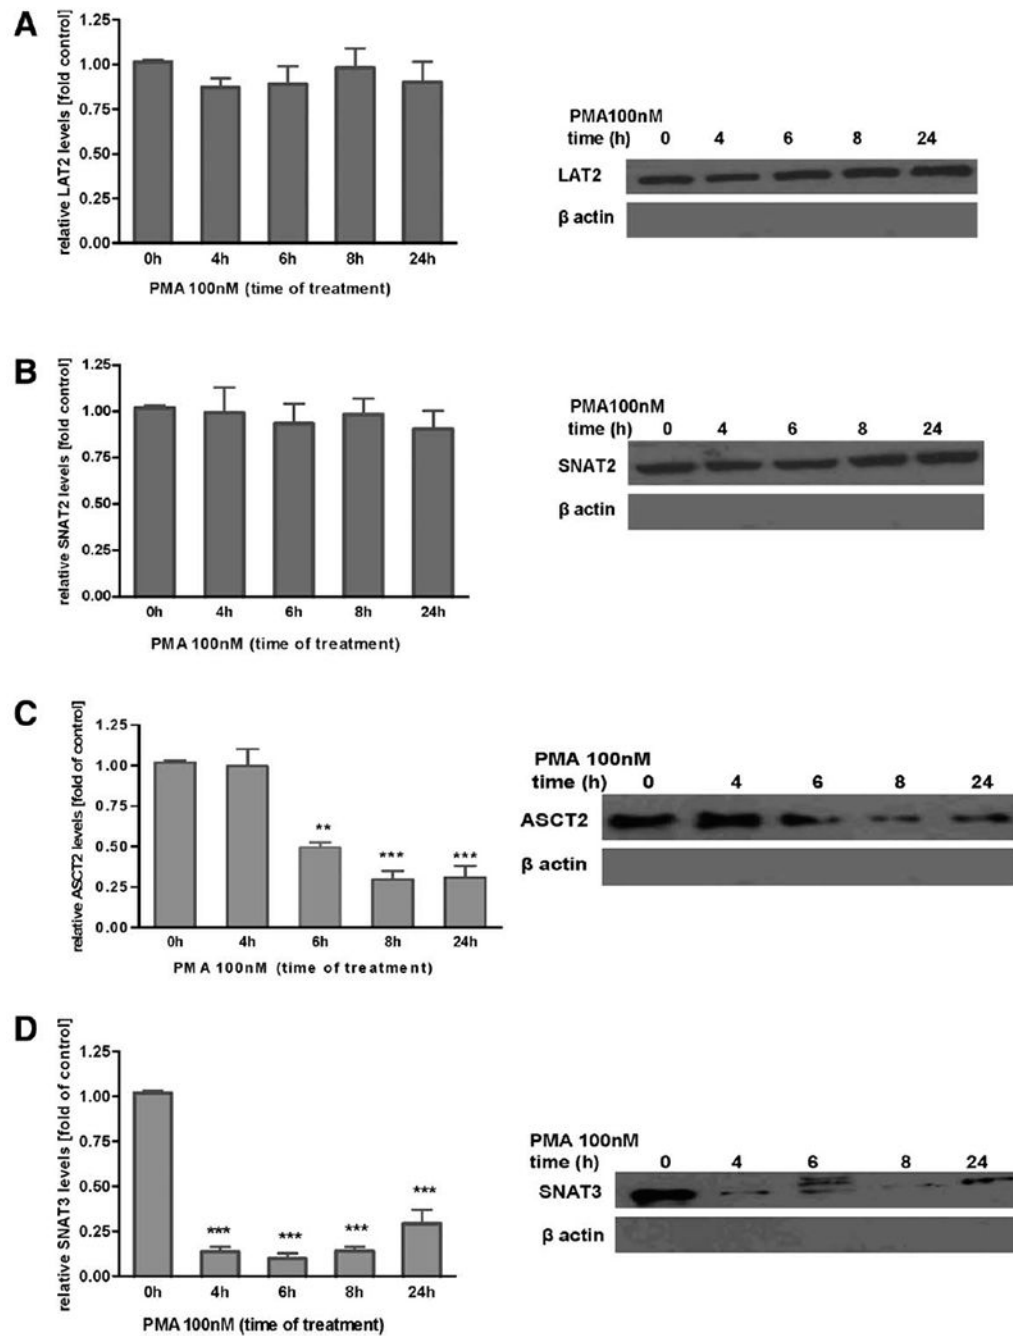 A
relative LAT2 levels [fold control]
1.25
1.00
0.75
0.50
0.25
0.00
0h 4h 6h 8h 24h
PMA 100nM (time of treatment)
PMA100nM
time (h) 0 4 6 8 24
LAT2
β actin
B
relative SNAT2 levels [fold control]
1.25
1.00
0.75
0.50
0.25
0.00
0h 4h 6h 8h 24h
PMA 100nM (time of treatment)
PMA100nM
time (h) 0 4 6 8 24
SNAT2
β actin
C
relative ASCT2 levels [fold of control]
1.25
1.00
0.75
0.50
0.25
0.00
** *** ***
0h 4h 6h 8h 24h
PMA 100nM (time of treatment)
PMA 100nM
time (h) 0 4 6 8 24
ASCT2
β actin
D
relative SNAT3 levels [fold of control]
1.25
1.00
0.75
0.50
0.25
0.00
*** *** *** ***
0h 4h 6h 8h 24h
PMA 100nM (time of treatment)
PMA 100nM
time (h) 0 4 6 8 24
SNAT3
β actin